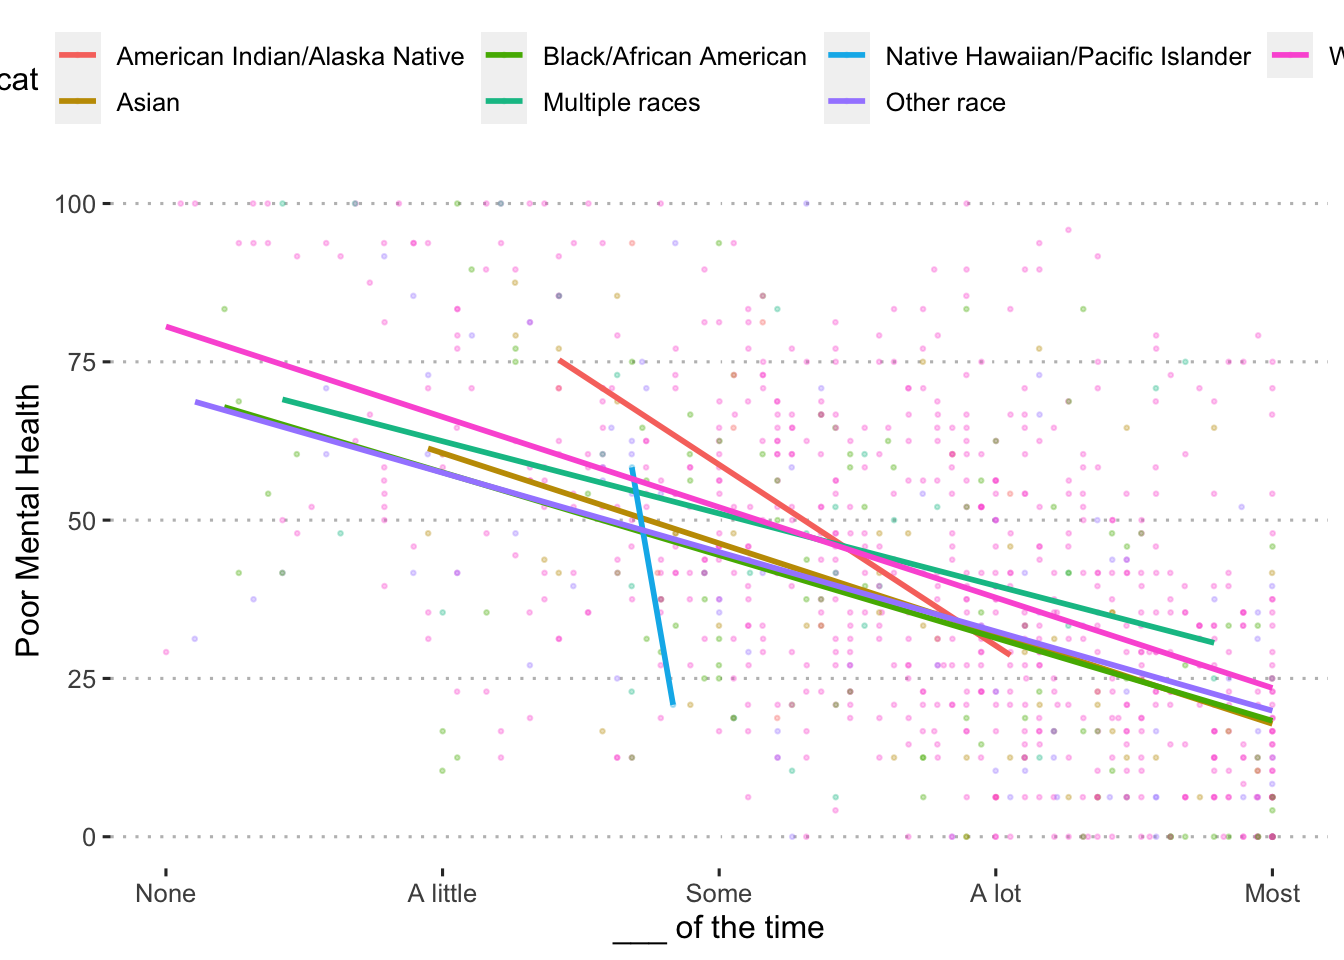 cat
American Indian/Alaska Native
Black/African American
Native Hawaiian/Pacific Islander
W
Asian
Multiple races
Other race
Poor Mental Health
100
75
50
25
0
None
A little
Some
A lot
Most
___ of the time